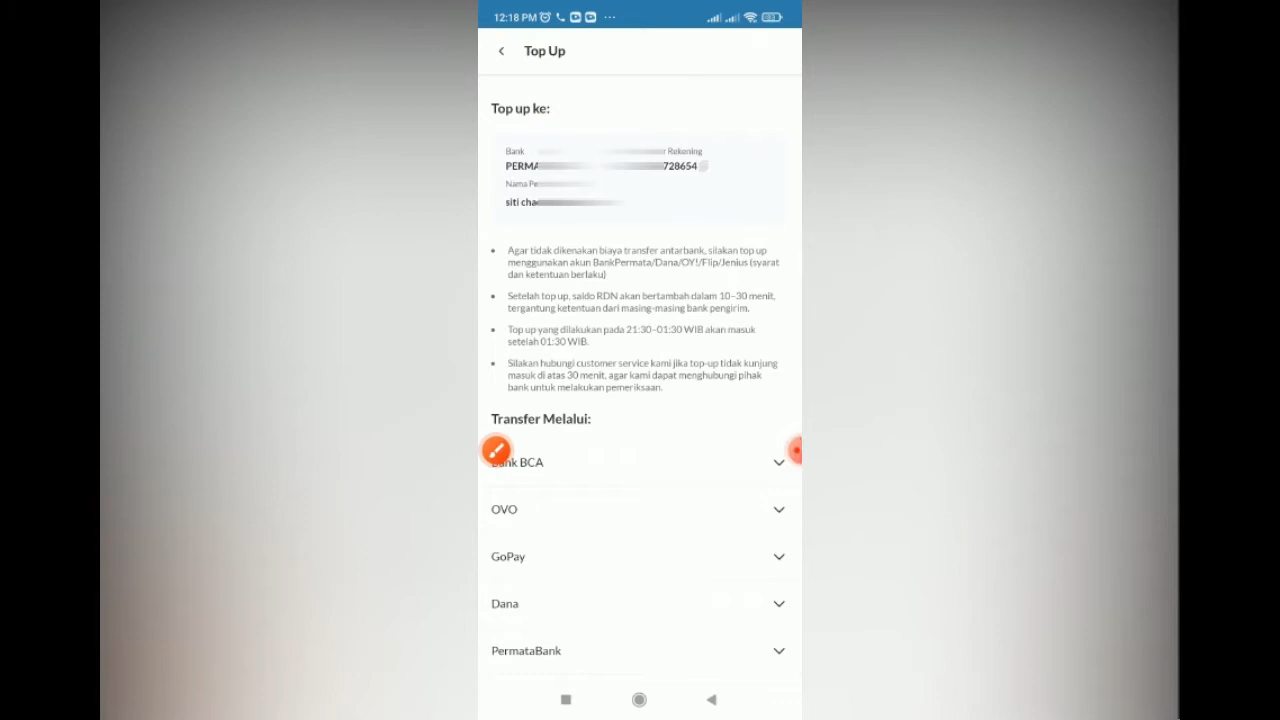 12:18 PM
Top Up
Top up ke:
Bank Rekening
728654
siti
Agar tidak dikenakan biaya transfer antarbank, silakan top up
menggunakan akun BankPermata/Dana/OY!/Flip/Jenius (syarat
dan ketentuan berlaku)
Setelah top up, saldo RDN akan bertambah dalam 10–30 menit,
tergantung ketentuan dari masing-masing bank pengirim.
Top up yang dilakukan pada 21:30–01:30 WIB akan masuk
setelah 01:30 WIB.
Silakan hubungi customer service kami jika top-up tidak kunjung
masuk di atas 30 menit, agar kami dapat menghubungi pihak
bank untuk melakukan pemeriksaan.
Transfer Melalui:
Bank BCA
OVO
GoPay
Dana
PermataBank